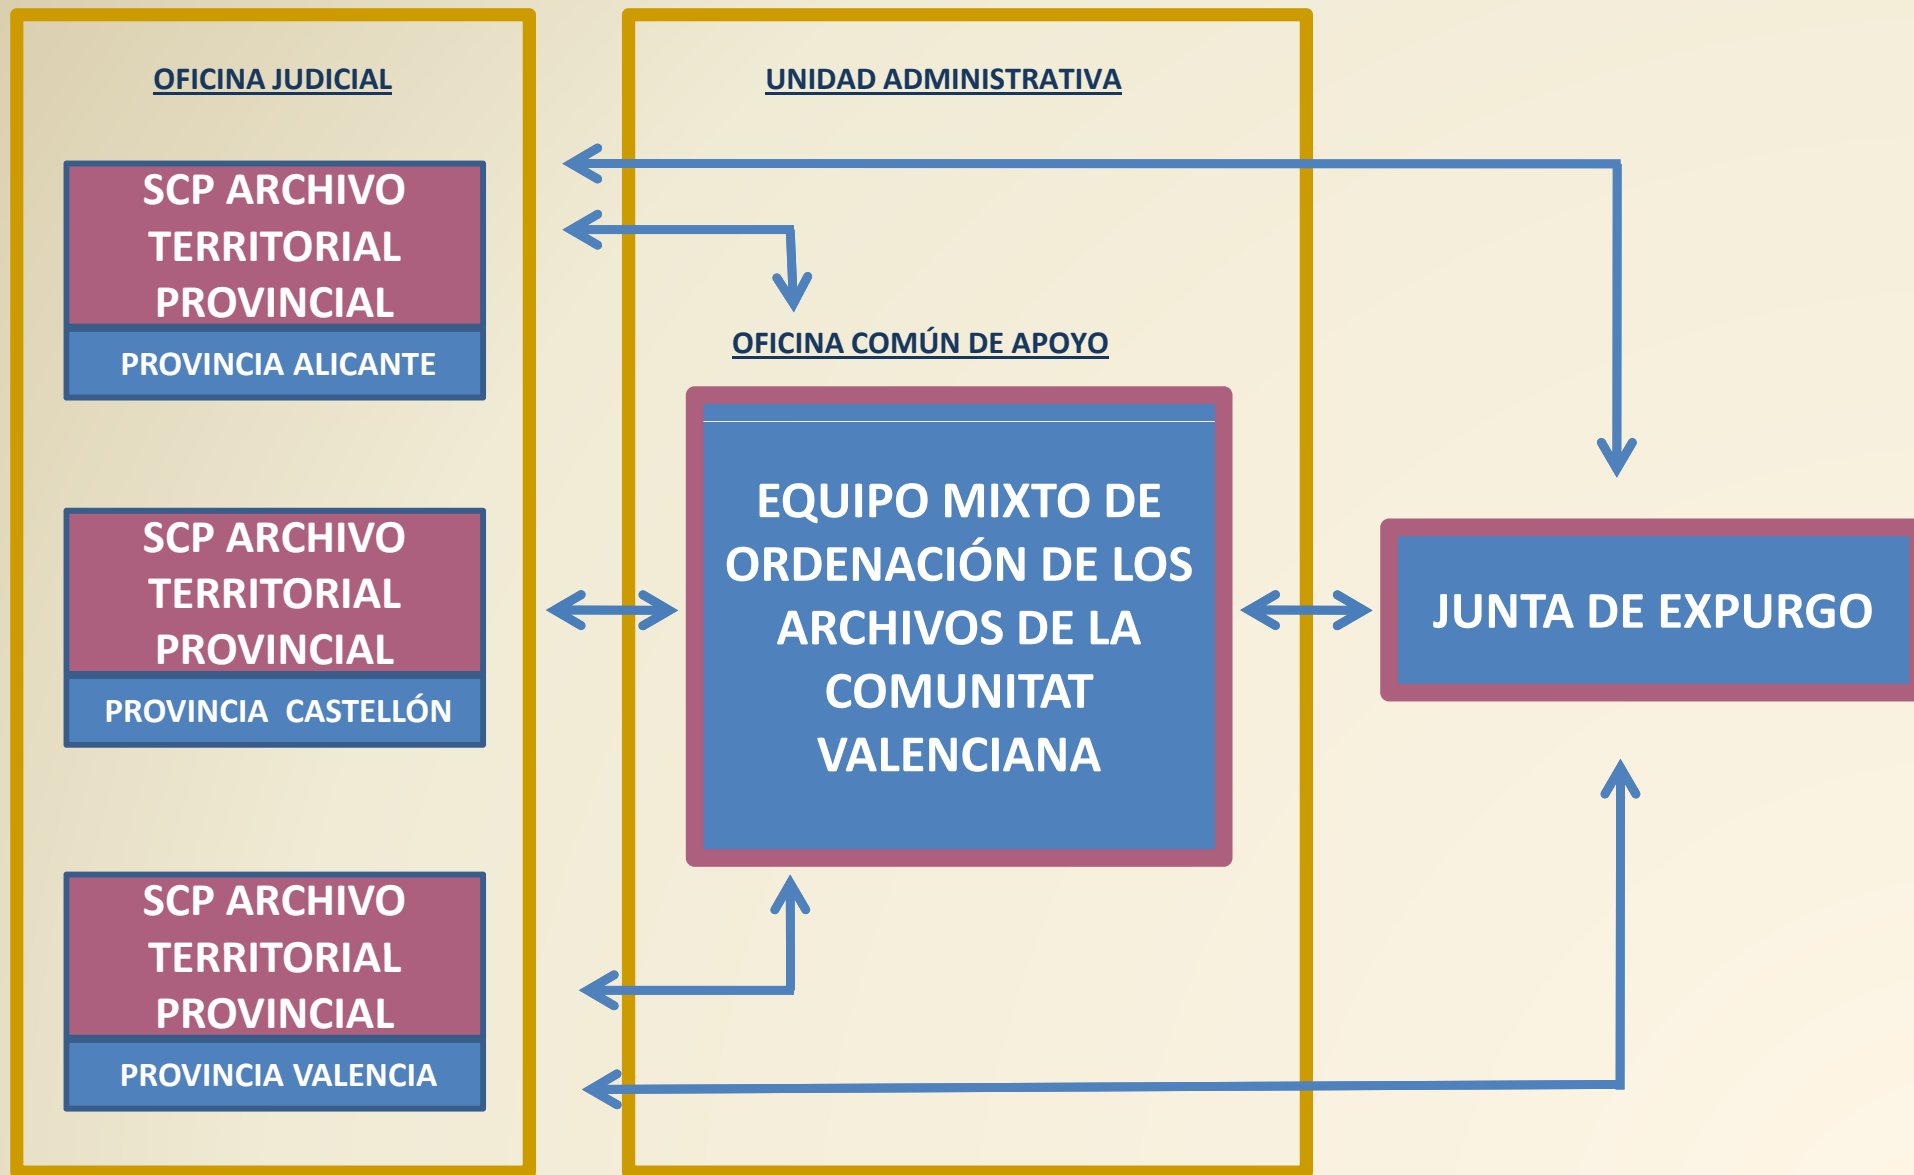 OFICINA JUDICIAL
SCP ARCHIVO
TERRITORIAL
PROVINCIAL
PROVINCIA ALICANTE
SCP ARCHIVO
TERRITORIAL
PROVINCIAL
PROVINCIA CASTELLÓN
SCP ARCHIVO
TERRITORIAL
PROVINCIAL
PROVINCIA VALENCIA
UNIDAD ADMINISTRATIVA
OFICINA COMÚN DE APOYO
EQUIPO MIXTO DE
ORDENACIÓN DE LOS
ARCHIVOS DE LA
COMUNITAT
VALENCIANA
JUNTA DE EXPURGO